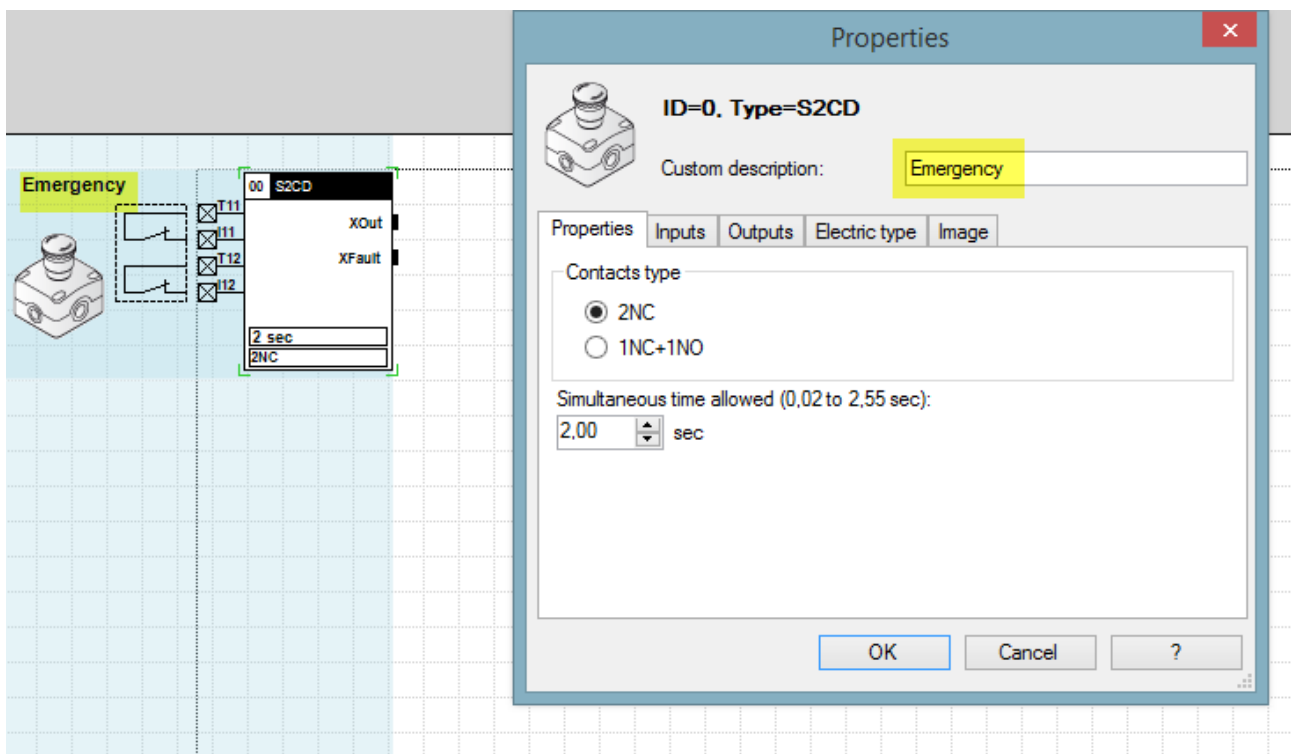 Properties
ID=0, Type=S2CD
Custom description: Emergency
Properties Inputs Outputs Electric type Image
Contacts type
2NC
1NC+1NO
Simultaneous time allowed (0,02 to 2,55 sec):
2,00 sec
OK Cancel ?
Emergency
00 S2CD
T11
I11
T12
I12
XOut
XFault
2 sec
2NC